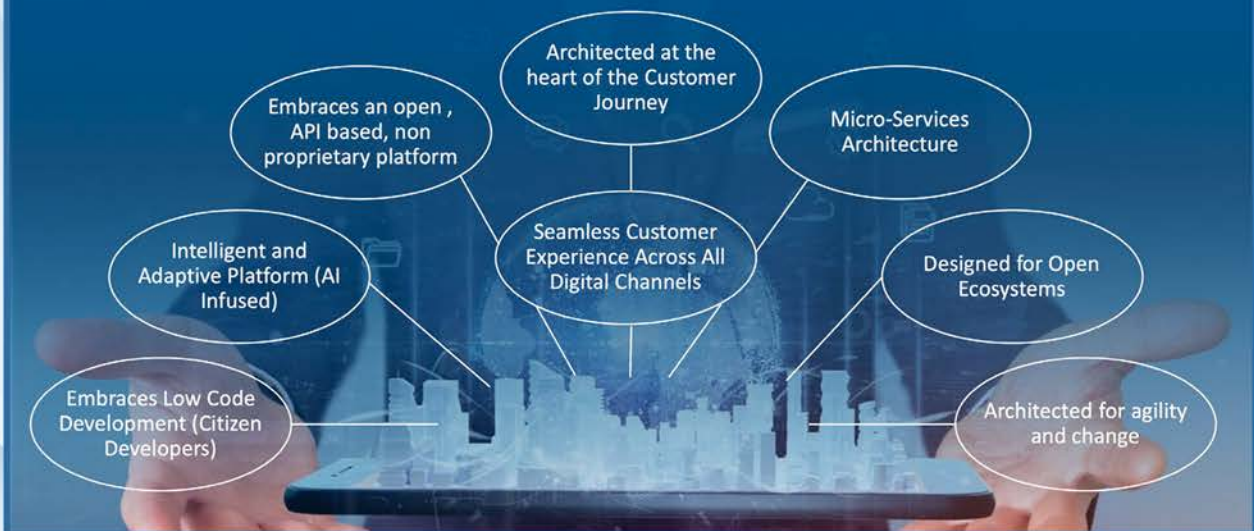 Architected at the
heart of the Customer
Journey
Embraces an open ,
API based, non
proprietary platform
Micro-Services
Architecture
Seamless Customer
Experience Across All
Digital Channels
Intelligent and
Adaptive Platform (AI
Infused)
Designed for Open
Ecosystems
Embraces Low Code
Development (Citizen
Developers)
Architected for agility
and change